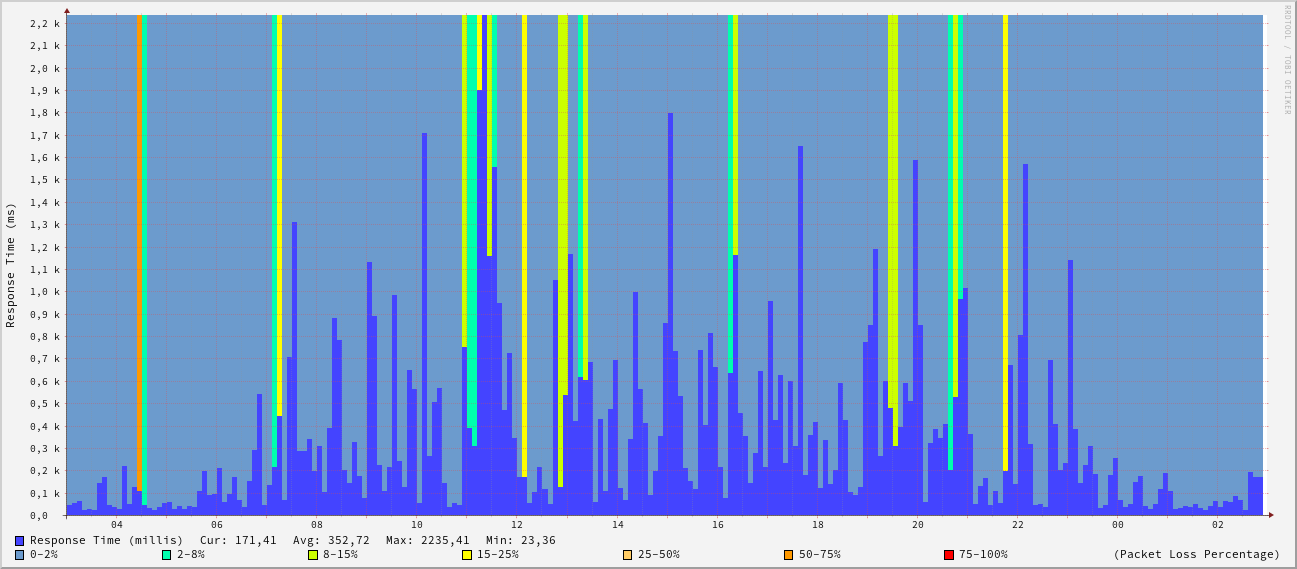 RRDTOOL / TOBI OETIKER
Response Time (ms)
2,2 k
2,1 k
2,0 k
1,9 k
1,8 k
1,7 k
1,6 k
1,5 k
1,4 k
1,3 k
1,2 k
1,1 k
1,0 k
0,9 k
0,8 k
0,7 k
0,6 k
0,5 k
0,4 k
0,3 k
0,2 k
0,1 k
0,0
04 06 08 10 12 14 16 18 20 22 00 02
Response Time (millis) Cur: 171,41 Avg: 352,72 Max: 2235,41 Min: 23,36
0-2% 2-8% 8-15% 15-25% 25-50% 50-75% 75-100% (Packet Loss Percentage)